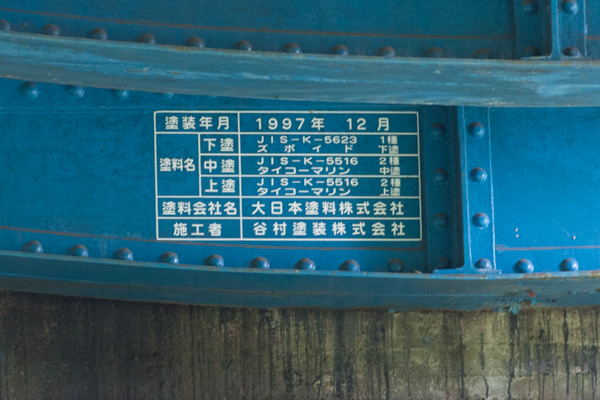 塗装年月 1997年 12月
塗料名
下塗 JIS-K-5623 1種
ズボイド 下塗
中塗 JIS-K-5516 2種
タイコーマリン 中塗
上塗 JIS-K-5516 2種
タイコーマリン 上塗
塗料会社名 大日本塗料株式会社
施工者 谷村塗装株式会社